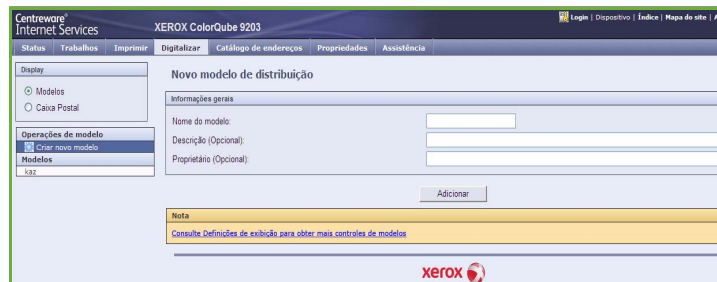 Centreware®
Internet Services
XEROX ColorQube 9203
Login | Dispositivo | Índice | Mapa do site |
Status Trabalhos Imprimir Digitalizar Catálogo de endereços Propriedades Assistência
Display
Modelos
Caixa Postal
Operações de modelo
Criar novo modelo
Modelos
kaz
Novo modelo de distribuição
Informações gerais
Nome do modelo:
Descrição (Opcional):
Proprietário (Opcional):
Adicionar
Nota
Consulte Definições de exibição para obter mais controles de modelos
xerox